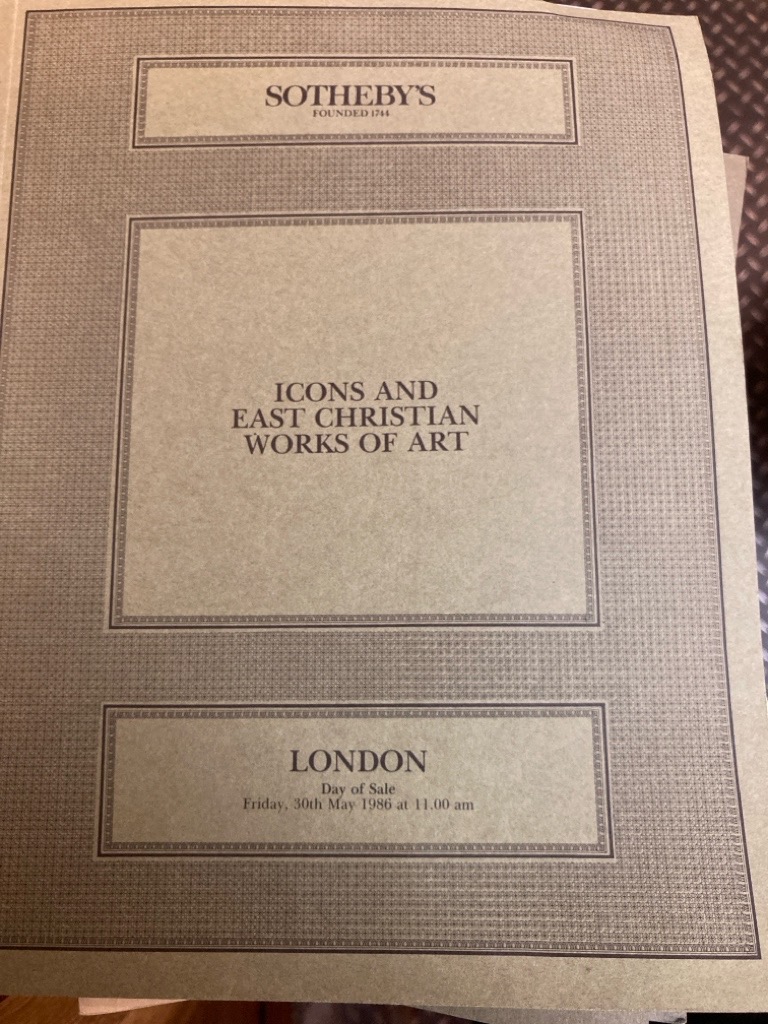 SOTHEBY'S
FOUNDED 1744
ICONS AND
EAST CHRISTIAN
WORKS OF ART
LONDON
Day of Sale
Friday, 30th May 1986 at 11.00 am